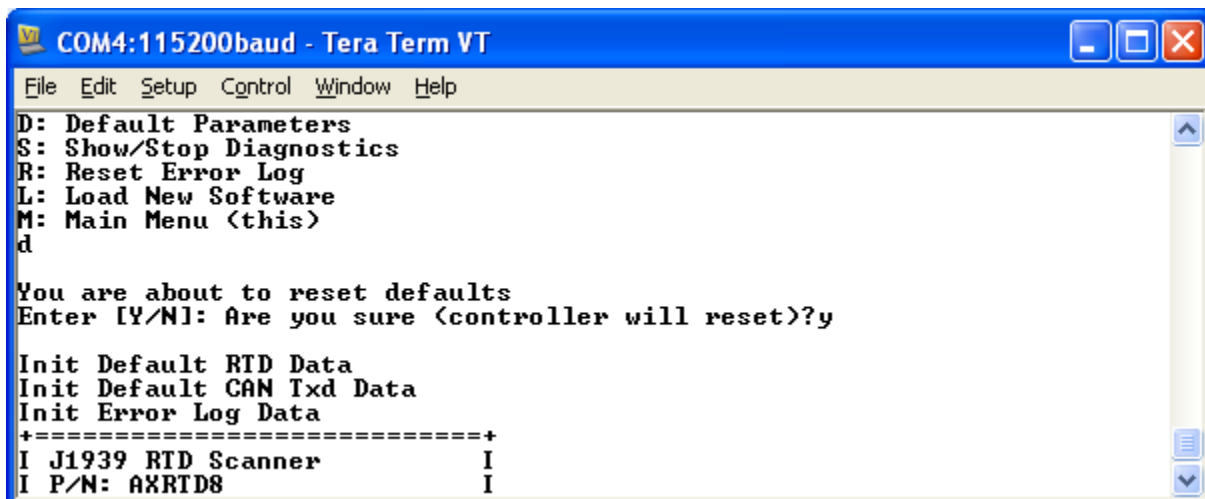 COM4:115200baud - Tera Term VT
File Edit Setup Control Window Help
D: Default Parameters
S: Show/Stop Diagnostics
R: Reset Error Log
L: Load New Software
M: Main Menu (this)
d
You are about to reset defaults
Enter [Y/N]: Are you sure (controller will reset)?y
Init Default RTD Data
Init Default CAN Txd Data
Init Error Log Data
+============================+
I J1939 RTD Scanner I
I P/N: AXRTD8 I